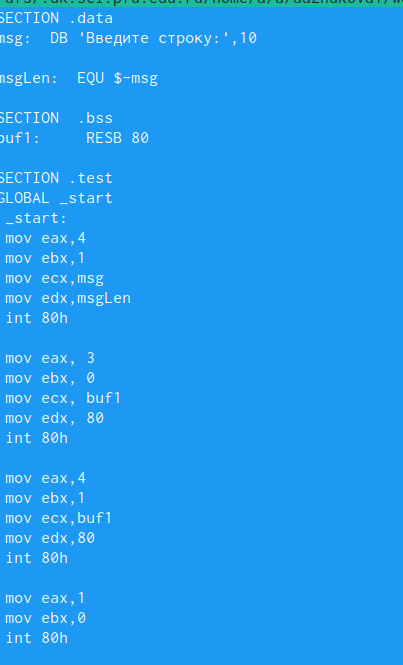 SECTION .data
msg: DB 'Введите строку:',10
msgLen: EQU $-msg
SECTION .bss
buf1: RESB 80
SECTION .test
GLOBAL _start
_start:
mov eax,4
mov ebx,1
mov ecx,msg
mov edx,msgLen
int 80h
mov eax, 3
mov ebx, 0
mov ecx, buf1
mov edx, 80
int 80h
mov eax,4
mov ebx,1
mov ecx,buf1
mov edx,80
int 80h
mov eax,1
mov ebx,0
int 80h